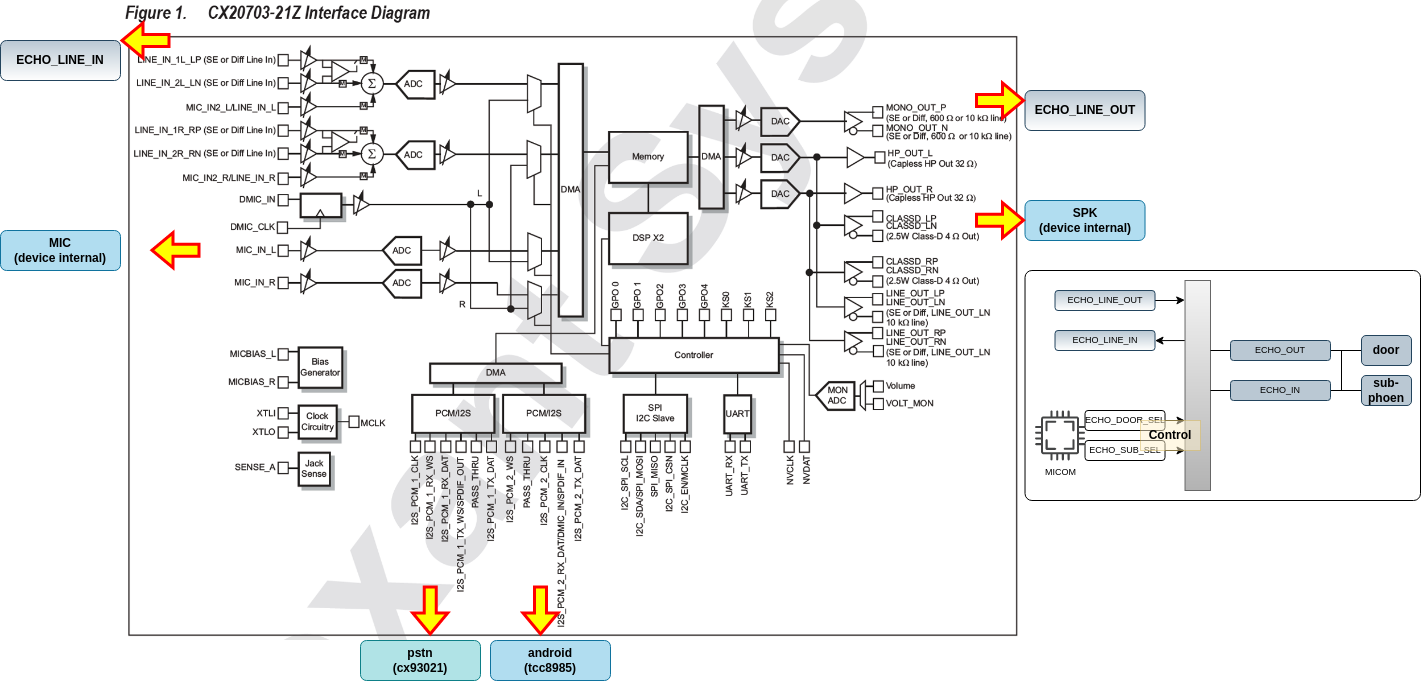 Figure 1. CX20703-21Z Interface Diagram
ECHO_LINE_IN
MIC
(device internal)
LINE_IN_1L_LP (SE or Diff Line In)
LINE_IN_2L_LN (SE or Diff Line In)
MIC_IN2_L/LINE_IN_L
LINE_IN_1R_RP (SE or Diff Line In)
LINE_IN_2R_RN (SE or Diff Line In)
MIC_IN2_R/LINE_IN_R
DMIC_IN
DMIC_CLK
MIC_IN_L
MIC_IN_R
M
M
M
M
M
M
Σ
Σ
ADC
ADC
ADC
ADC
L
R
DMA
Memory
DSP X2
DMA
DAC
DAC
DAC
MONO_OUT_P
(SE or Diff, 600 Ω or 10 kΩ line)
MONO_OUT_N
(SE or Diff, 600 Ω or 10 kΩ line)
HP_OUT_L
(Capless HP Out 32 Ω)
HP_OUT_R
(Capless HP Out 32 Ω)
CLASSD_LP
CLASSD_LN
(2.5W Class-D 4 Ω Out)
CLASSD_RP
CLASSD_RN
(2.5W Class-D 4 Ω Out)
LINE_OUT_LP
LINE_OUT_LN
(SE or Diff, LINE_OUT_LN
10 kΩ line)
LINE_OUT_RP
LINE_OUT_RN
(SE or Diff, LINE_OUT_LN
10 kΩ line)
Volume
VOLT_MON
MON
ADC
GPO 0
GPO 1
GPO2
GPO3
GPO4
KS0
KS1
KS2
Controller
MICBIAS_L
MICBIAS_R
Bias
Generator
XTLI
XTLO
Clock
Circuitry
MCLK
SENSE_A
Jack
Sense
DMA
PCM/I2S
PCM/I2S
SPI
I2C Slave
UART
I2S_PCM_1_CLK
I2S_PCM_1_RX_WS
I2S_PCM_1_RX_DAT
I2S_PCM_1_TX_WS/SPDIF_OUT
PASS_THRU
I2S_PCM_1_TX_DAT
I2S_PCM_2_WS
PASS_THRU
I2S_PCM_2_CLK
I2S_PCM_2_RX_DAT/DMIC_IN/SPDIF_IN
I2S_PCM_2_TX_DAT
I2C_SPI_SCL
I2C_SDA/SPI_MOSI
SPI_MISO
I2C_SPI_CSN
I2C_EN/MCLK
UART_RX
UART_TX
NVCLK
NVDAT
pstn
(cx93021)
android
(tcc8985)
ECHO_LINE_OUT
SPK
(device internal)
ECHO_LINE_OUT
ECHO_LINE_IN
ECHO_OUT
ECHO_IN
door
sub-
phoen
ECHO_DOOR_SEL
ECHO_SUB_SEL
Control
MICOM